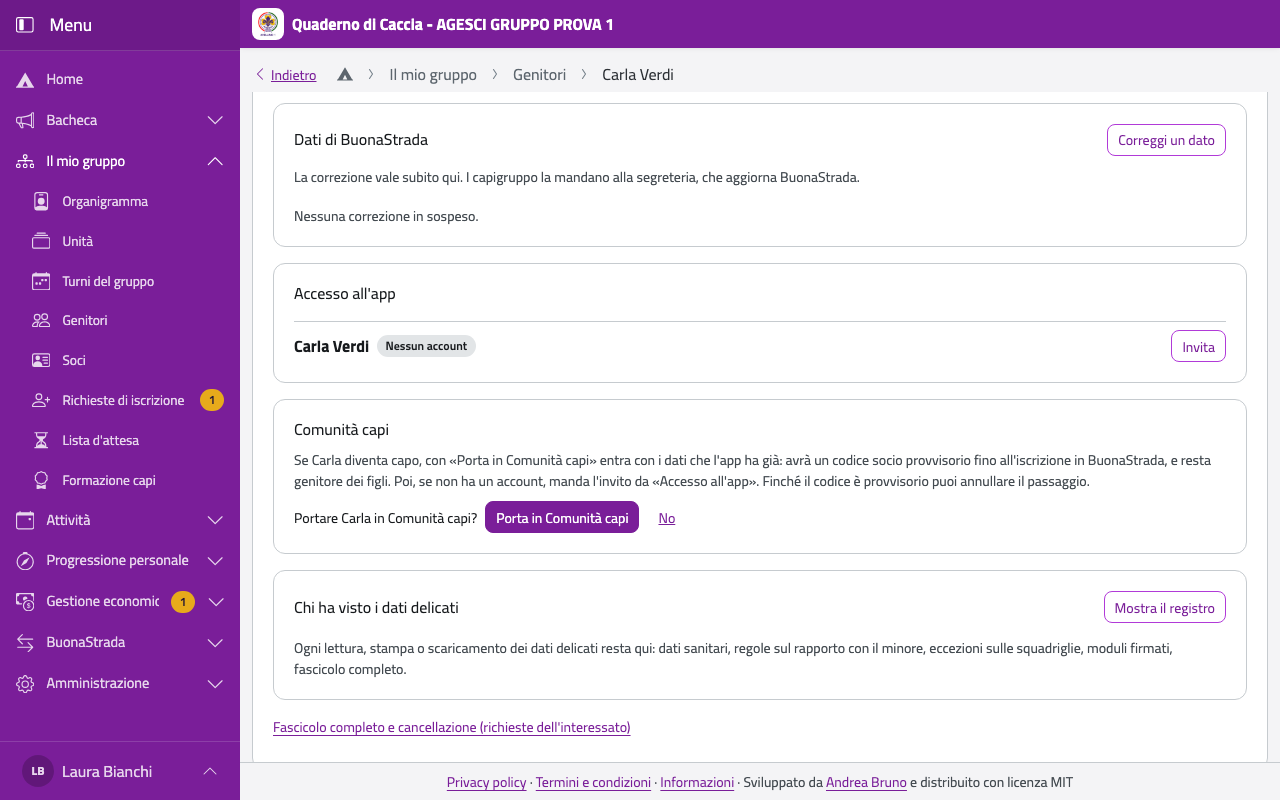 Menu
Quaderno di Caccia - AGESCI GRUPPO PROVA 1
Indietro
Il mio gruppo
Genitori
Carla Verdi
Home
Bacheca
Il mio gruppo
Organigramma
Unità
Turni del gruppo
Genitori
Soci
Richieste di iscrizione 1
Lista d'attesa
Formazione capi
Attività
Progressione personale
Gestione economic 1
BuonaStrada
Amministrazione
LB Laura Bianchi
Dati di BuonaStrada
Correggi un dato
La correzione vale subito qui. I capigruppo la mandano alla segreteria, che aggiorna BuonaStrada.
Nessuna correzione in sospeso.
Accesso all'app
Carla Verdi Nessun account
Invita
Comunità capi
Se Carla diventa capo, con «Porta in Comunità capi» entra con i dati che l'app ha già: avrà un codice socio provvisorio fino all'iscrizione in BuonaStrada, e resta
genitore dei figli. Poi, se non ha un account, manda l'invito da «Accesso all'app». Finché il codice è provvisorio puoi annullare il passaggio.
Portare Carla in Comunità capi? Porta in Comunità capi No
Chi ha visto i dati delicati
Mostra il registro
Ogni lettura, stampa o scaricamento dei dati delicati resta qui: dati sanitari, regole sul rapporto con il minore, eccezioni sulle squadriglie, moduli firmati,
fascicolo completo.
Fascicolo completo e cancellazione (richieste dell'interessato)
Privacy policy · Termini e condizioni · Informazioni · Sviluppato da Andrea Bruno e distribuito con licenza MIT